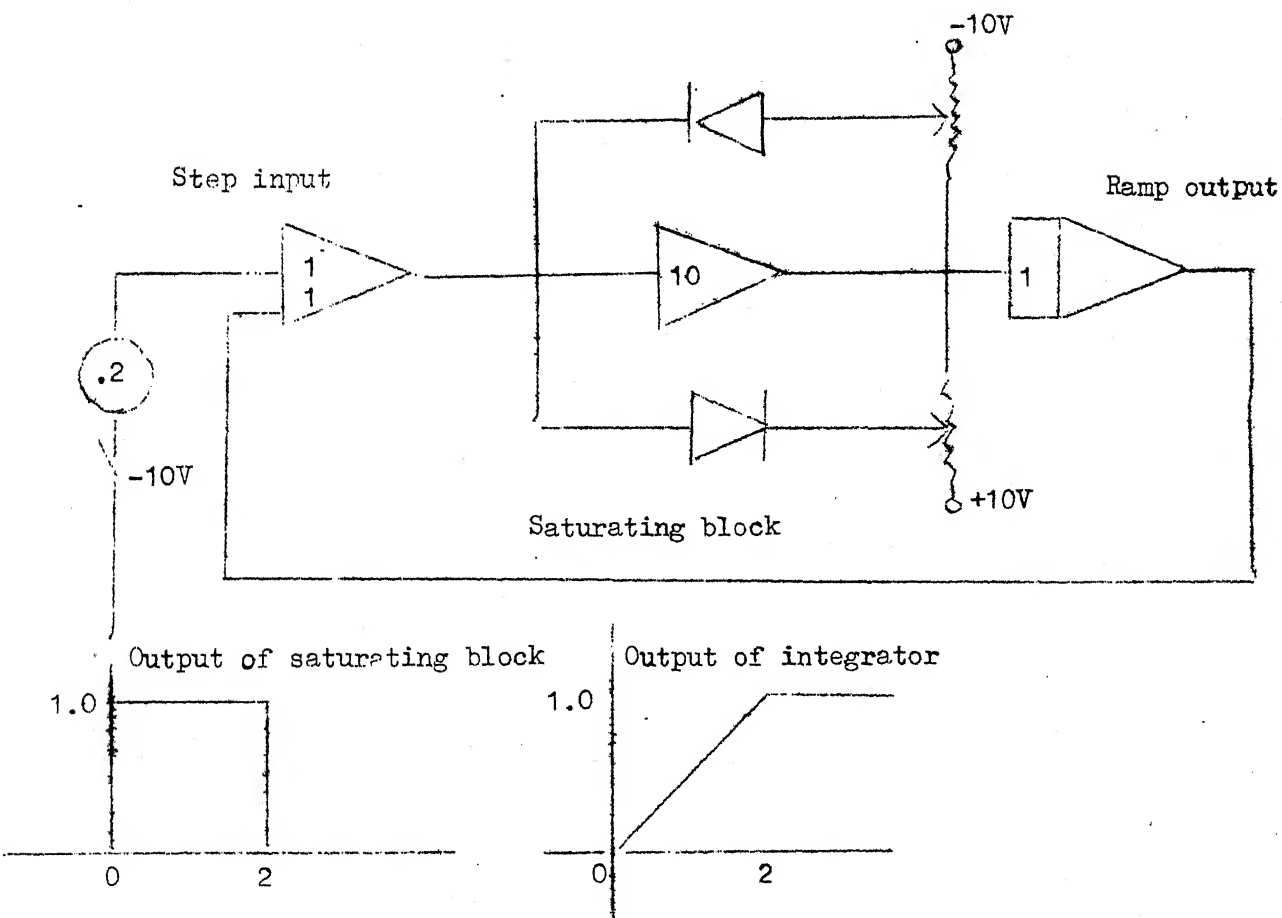 -10V
Step input
Ramp output
1
1
10
1
.2
-10V
+10V
Saturating block
Output of saturating block
Output of integrator
1.0
1.0
0
2
0
2